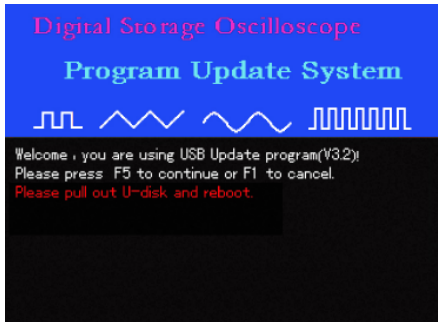 Digital Storage Oscilloscope
Program Update System
Welcome , you are using USB Update program(V3.2)!
Please press F5 to continue or F1 to cancel.
Please pull out U-disk and reboot.